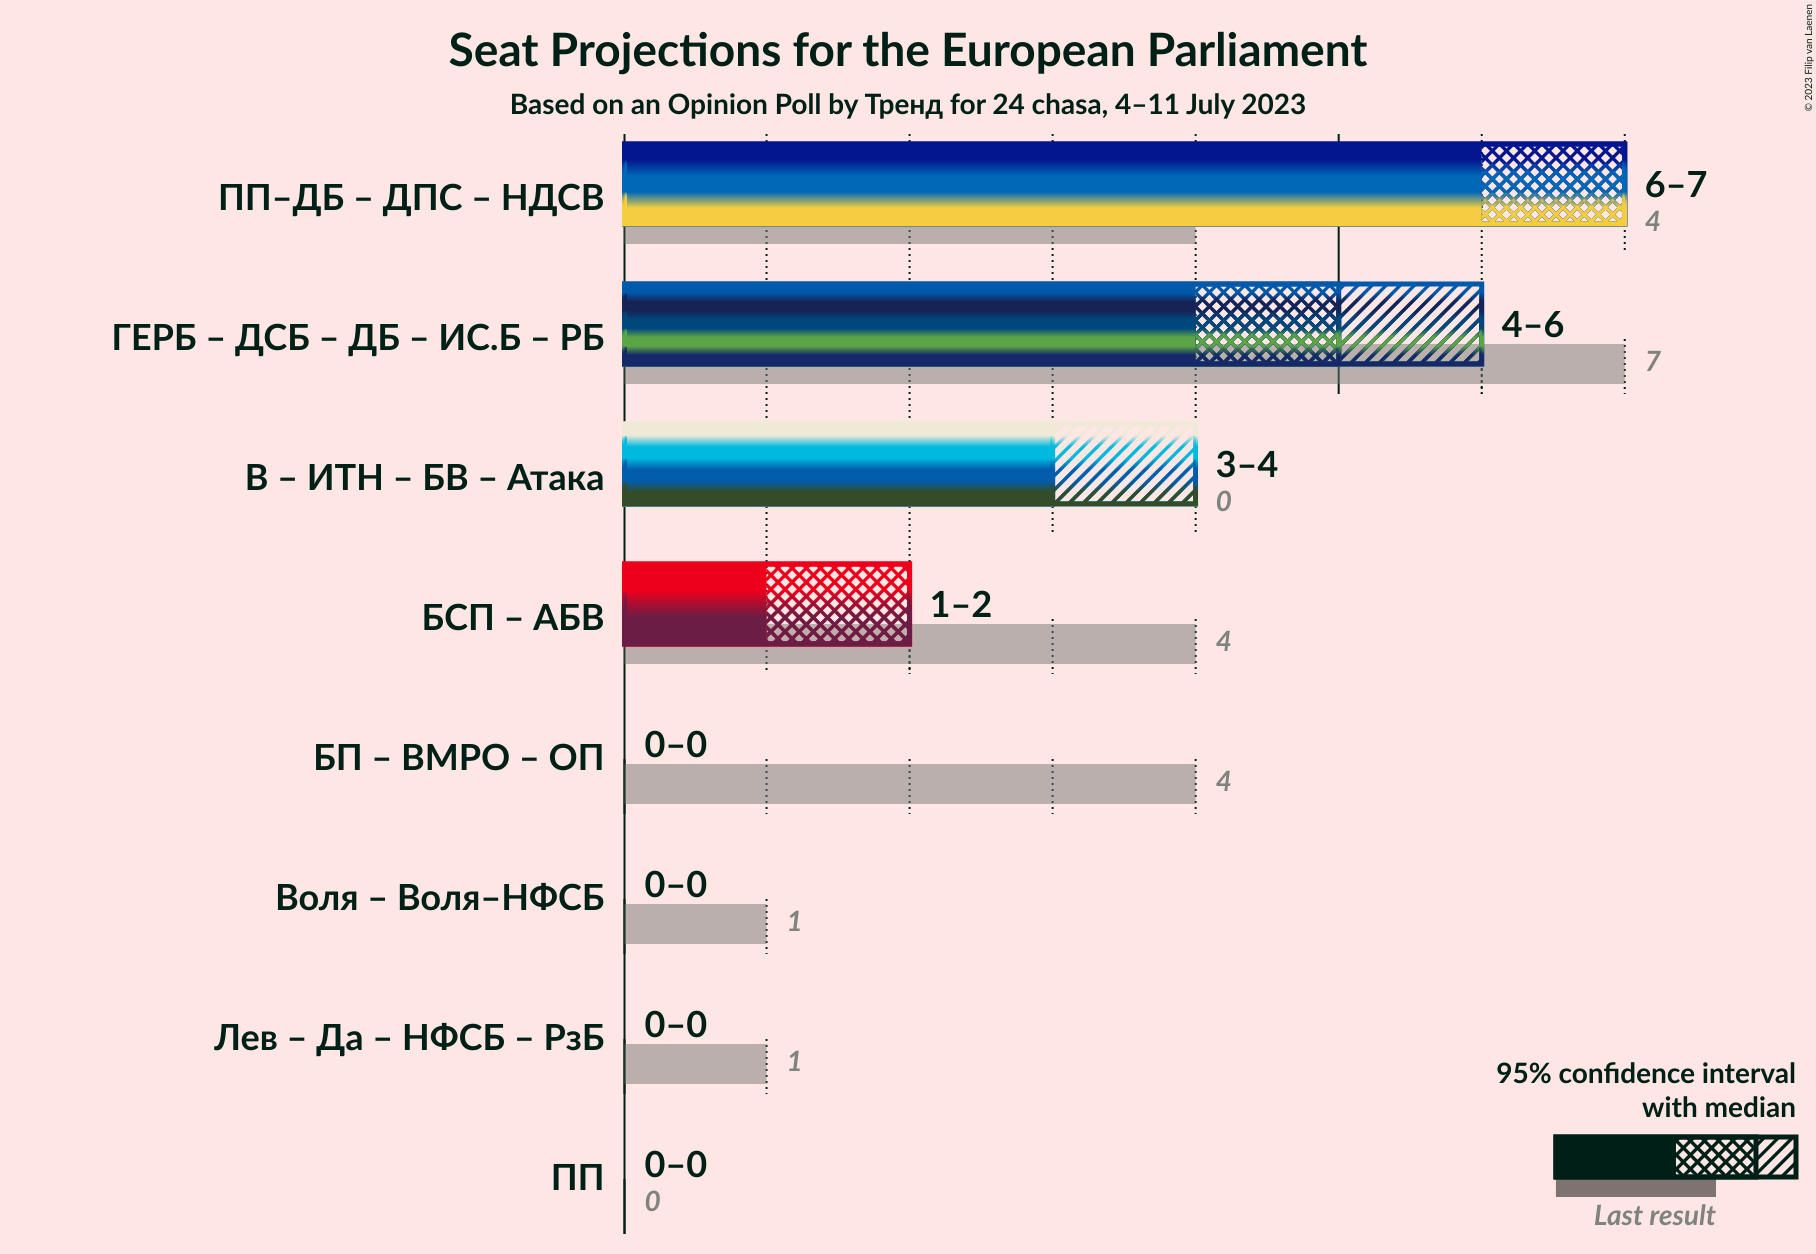 Seat Projections for the European Parliament
Based on an Opinion Poll by Тренд for 24 chasa, 4–11 July 2023
© 2023 Filip van Laenen
ПП–ДБ – ДПС – НДСВ
6–7
4
ГЕРБ – ДСБ – ДБ – ИС.Б – РБ
4–6
7
В – ИТН – БВ – Атака
3–4
0
БСП – АБВ
1–2
4
БП – ВМРО – ОП
0–0
4
Воля – Воля–НФСБ
0–0
1
Лев – Да – НФСБ – РзБ
0–0
1
ПП
0–0
0
95% confidence interval
with median
Last result